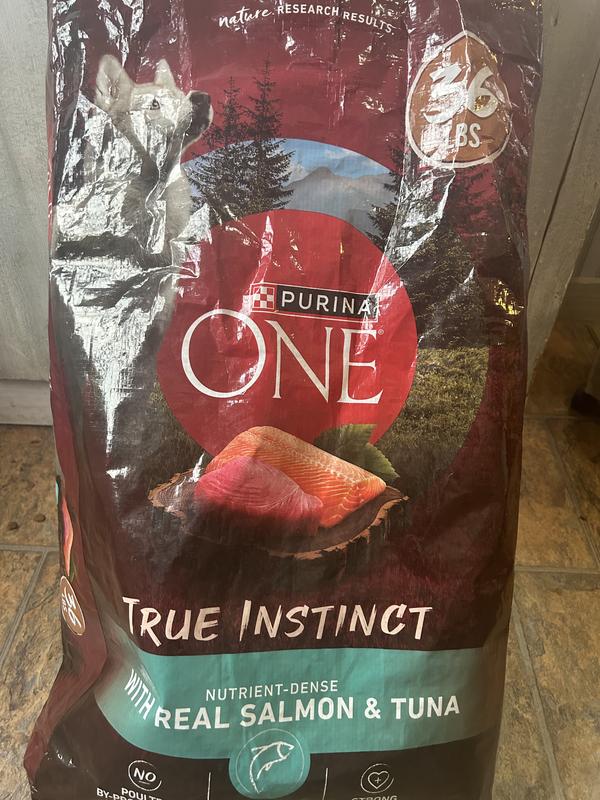 nature RESEARCH RESULTS
36
LBS
PURINA
ONE
TRUE INSTINCT
NUTRIENT-DENSE
WITH REAL SALMON & TUNA
NO
STRONG